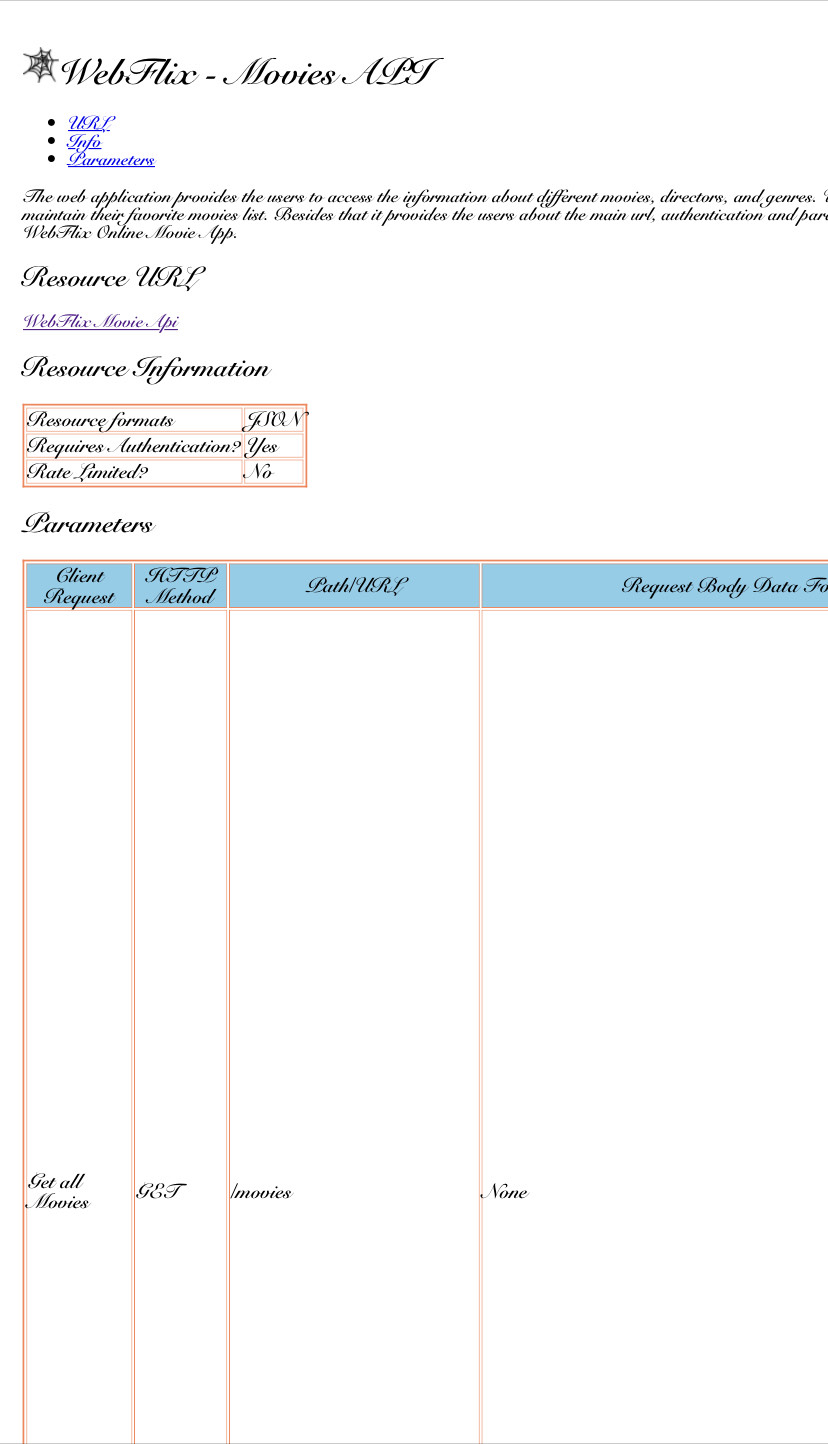 WebFlix - Movies API
URL
Info
Parameters
The web application provides the users to access the information about different movies, directors, and genres.
maintain their favorite movies list. Besides that it provides the users about the main url, authentication and par
WebFlix Online Movie App.
Resource URL
WebFlix Movie Api
Resource Information
Resource formats JSON
Requires Authentication? Yes
Rate Limited? No
Parameters
Client HTTP
Request Method Path/URL Request Body Data Fo
Get all
Movies GET /movies None